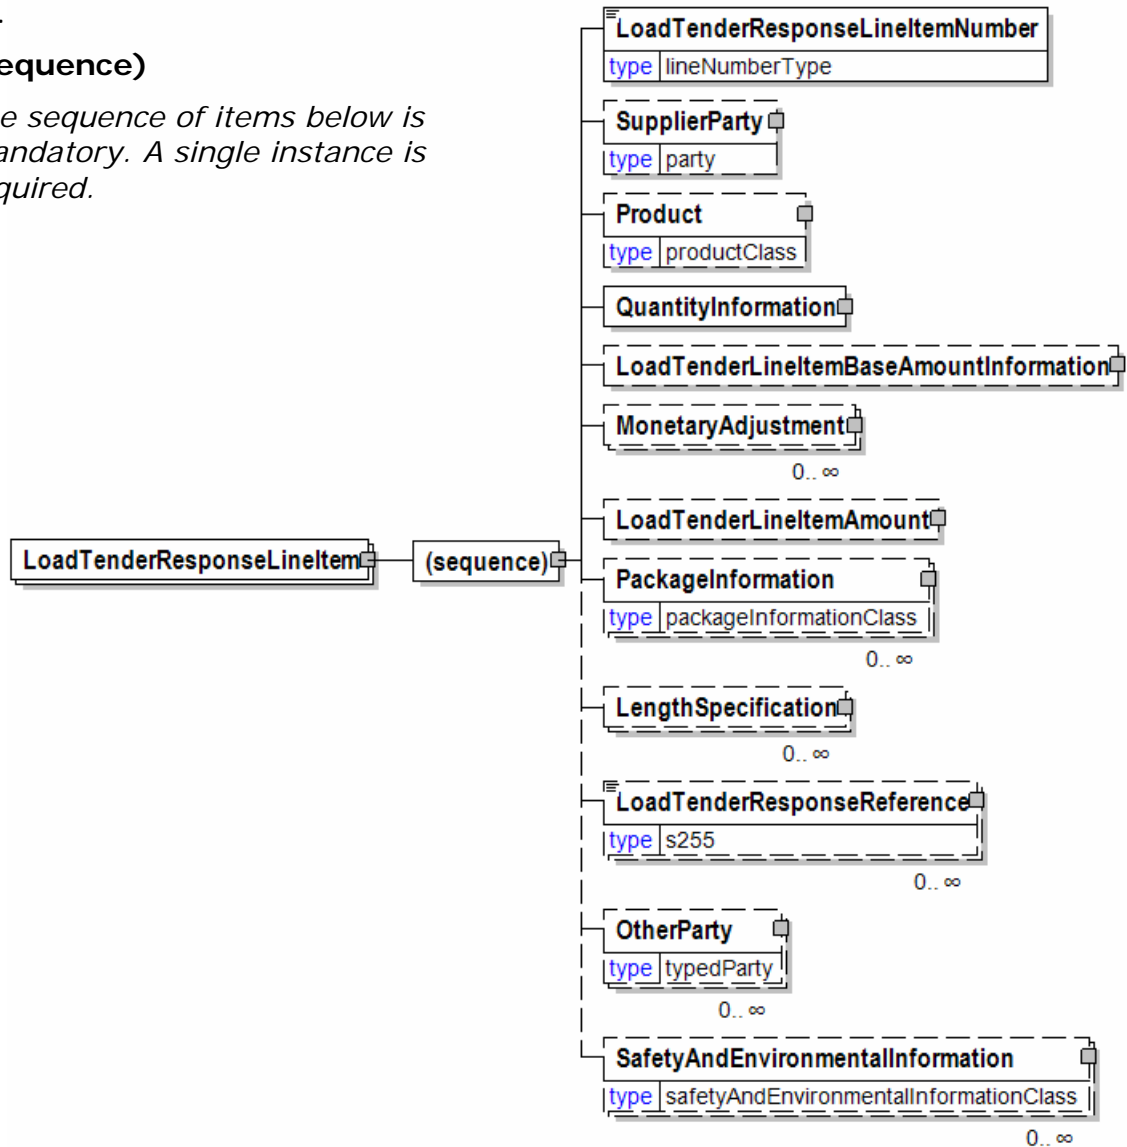 .
equence)
e sequence of items below is
andatory. A single instance is
quired.
LoadTenderResponseLineItem
(sequence)
LoadTenderResponseLineItemNumber
type lineNumberType
SupplierParty
type party
Product
type productClass
QuantityInformation
LoadTenderLineItemBaseAmountInformation
MonetaryAdjustment
0.. ∞
LoadTenderLineItemAmount
PackageInformation
type packageInformationClass
0.. ∞
LengthSpecification
0.. ∞
LoadTenderResponseReference
type s255
0.. ∞
OtherParty
type typedParty
0.. ∞
SafetyAndEnvironmentalInformation
type safetyAndEnvironmentalInformationClass
0.. ∞